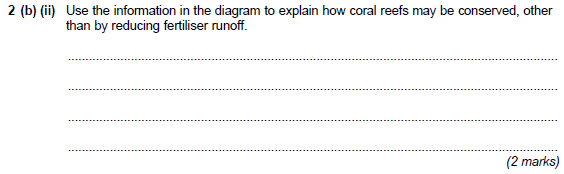 2 (b) (ii) Use the information in the diagram to explain how coral reefs may be conserved, other
than by reducing fertiliser runoff.
................................................................................
................................................................................
................................................................................
................................................................................
(2 marks)